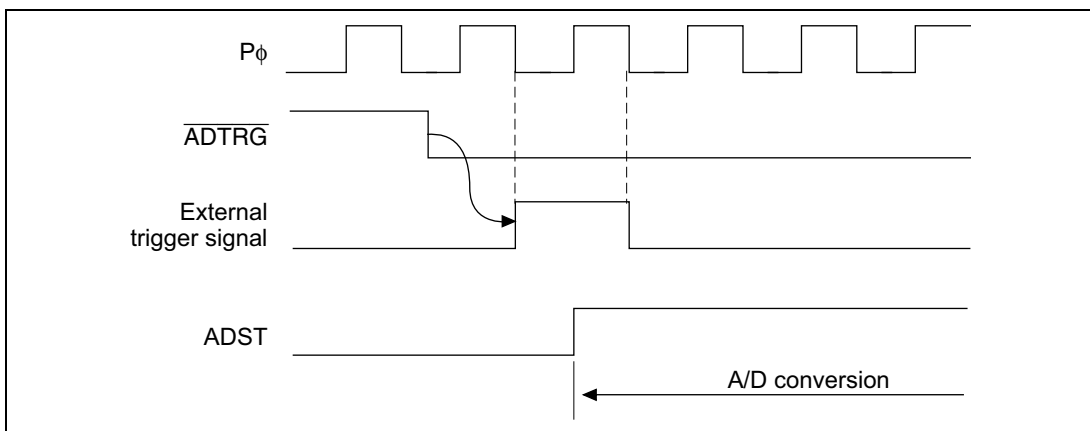 Pϕ
ADTRG
External
trigger signal
ADST
A/D conversion